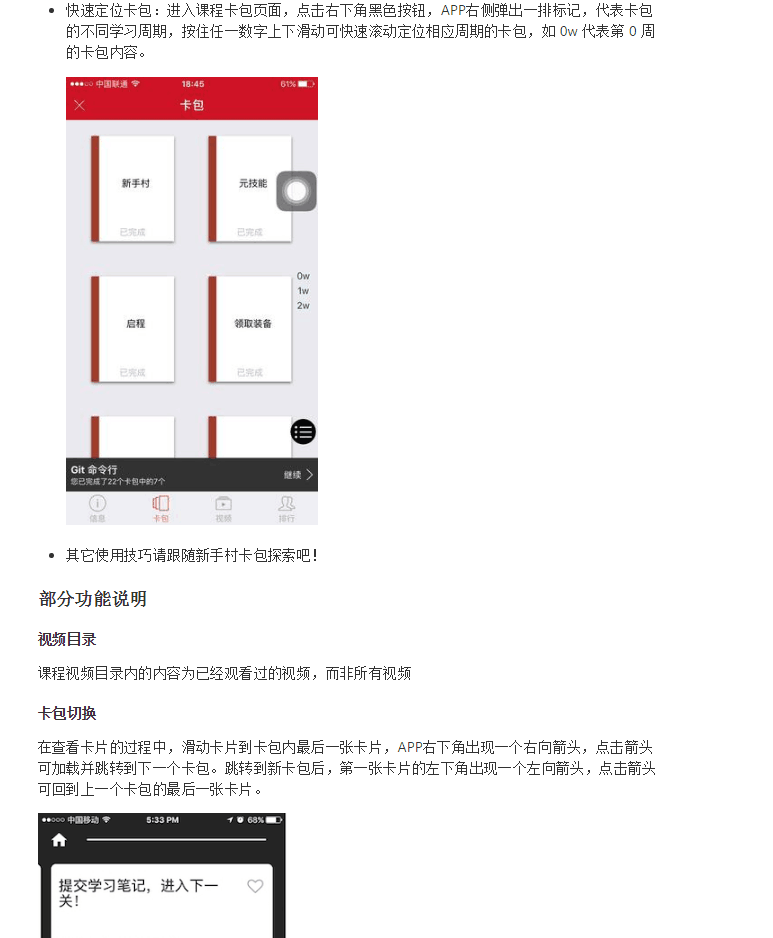 快速定位卡包：进入课程卡包页面，点击右下角黑色按钮，APP右侧弹出一排标记，代表卡包
的不同学习周期，按住任一数字上下滑动可快速滚动定位相应周期的卡包，如 0w 代表第 0 周
的卡包内容。
中国联通 18:45 61%
卡包
新手村 元技能
已完成 已完成
0w
1w
2w
启程 领取装备
已完成 已完成
Git 命令行
您已完成了22个卡包中的7个
继续
信息 卡包 视频 排行
其它使用技巧请跟随新手村卡包探索吧！
部分功能说明
视频目录
课程视频目录内的内容为已经观看过的视频，而非所有视频
卡包切换
在查看卡片的过程中，滑动卡片到卡包内最后一张卡片，APP右下角出现一个右向箭头，点击箭头
可加载并跳转到下一个卡包。跳转到新卡包后，第一张卡片的左下角出现一个左向箭头，点击箭头
可回到上一个卡包的最后一张卡片。
中国移动 5:33 PM 68%
提交学习笔记，进入下一
关！